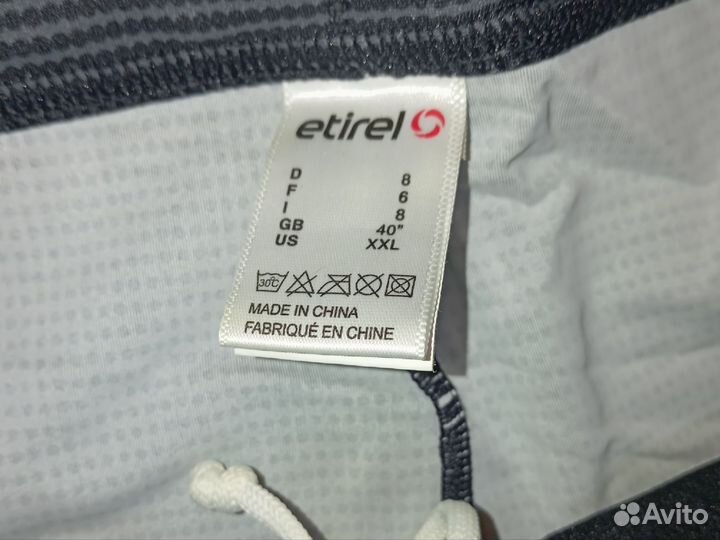 etirel
D 8
F 6
I 8
GB 40"
US XXL
30°C
MADE IN CHINA
FABRIQUÉ EN CHINE
Avito